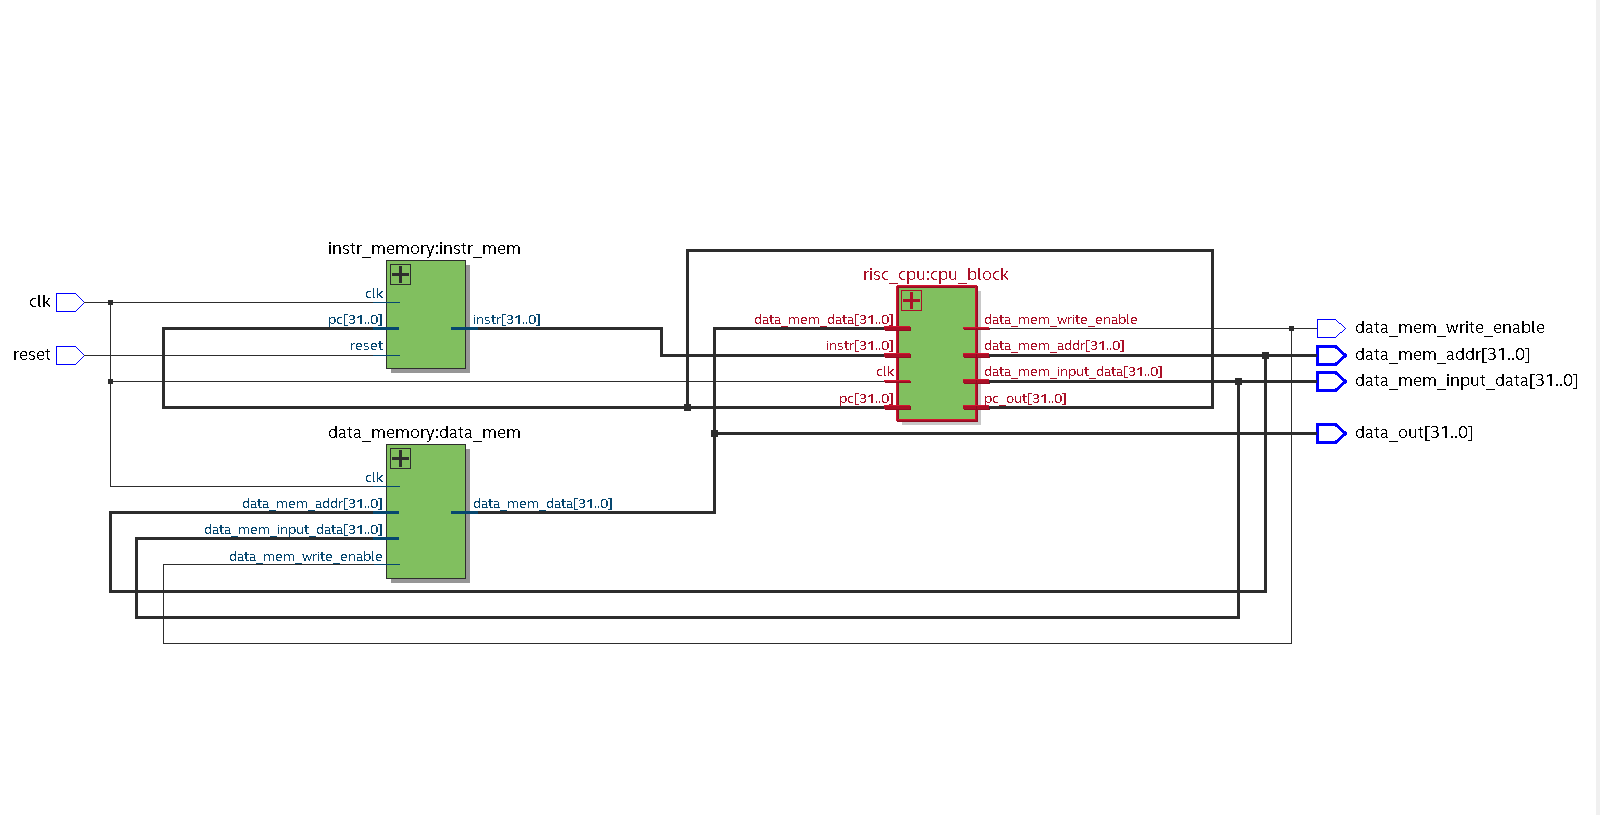 instr_memory:instr_mem
clk
pc[31..0]
reset
instr[31..0]
clk
reset
risc_cpu:cpu_block
data_mem_data[31..0]
instr[31..0]
clk
pc[31..0]
data_mem_write_enable
data_mem_addr[31..0]
data_mem_input_data[31..0]
pc_out[31..0]
data_mem_write_enable
data_mem_addr[31..0]
data_mem_input_data[31..0]
data_out[31..0]
data_memory:data_mem
clk
data_mem_addr[31..0]
data_mem_input_data[31..0]
data_mem_write_enable
data_mem_data[31..0]